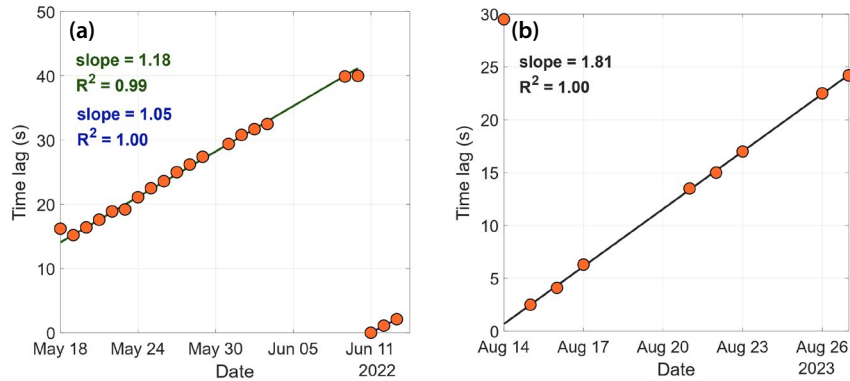 (a)
slope = 1.18
R² = 0.99
slope = 1.05
R² = 1.00
Time lag (s)
50
40
30
20
10
0
May 18 May 24 May 30 Jun 05 Jun 11
Date 2022
(b)
slope = 1.81
R² = 1.00
Time lag (s)
30
25
20
15
10
5
0
Aug 14 Aug 17 Aug 20 Aug 23 Aug 26
Date 2023